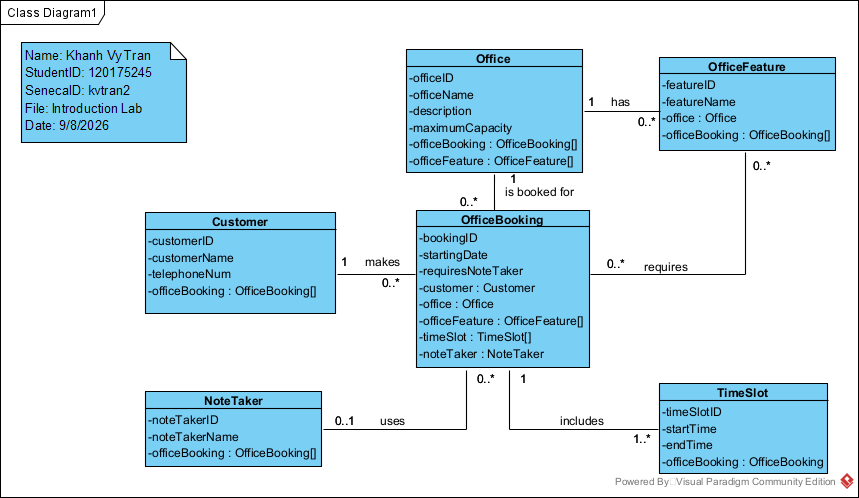 Class Diagram1
Name: Khanh Vy Tran
StudentID: 120175245
SenecaID: kvtran2
File: Introduction Lab
Date: 9/8/2026
Office
-officeID
-officeName
-description
-maximumCapacity
-officeBooking : OfficeBooking[]
-officeFeature : OfficeFeature[]
OfficeFeature
-featureID
-featureName
-office : Office
-officeBooking : OfficeBooking[]
1 has
0..*
1
is booked for
0..*
0..*
Customer
-customerID
-customerName
-telephoneNum
-officeBooking : OfficeBooking[]
1 makes
0..*
OfficeBooking
-bookingID
-startingDate
-requiresNoteTaker
-customer : Customer
-office : Office
-officeFeature : OfficeFeature[]
-timeSlot : TimeSlot[]
-noteTaker : NoteTaker
0..* requires
0..* 1
NoteTaker
-noteTakerID
-noteTakerName
-officeBooking : OfficeBooking[]
0..1 uses
includes
1..*
TimeSlot
-timeSlotID
-startTime
-endTime
-officeBooking : OfficeBooking
Powered By Visual Paradigm Community Edition